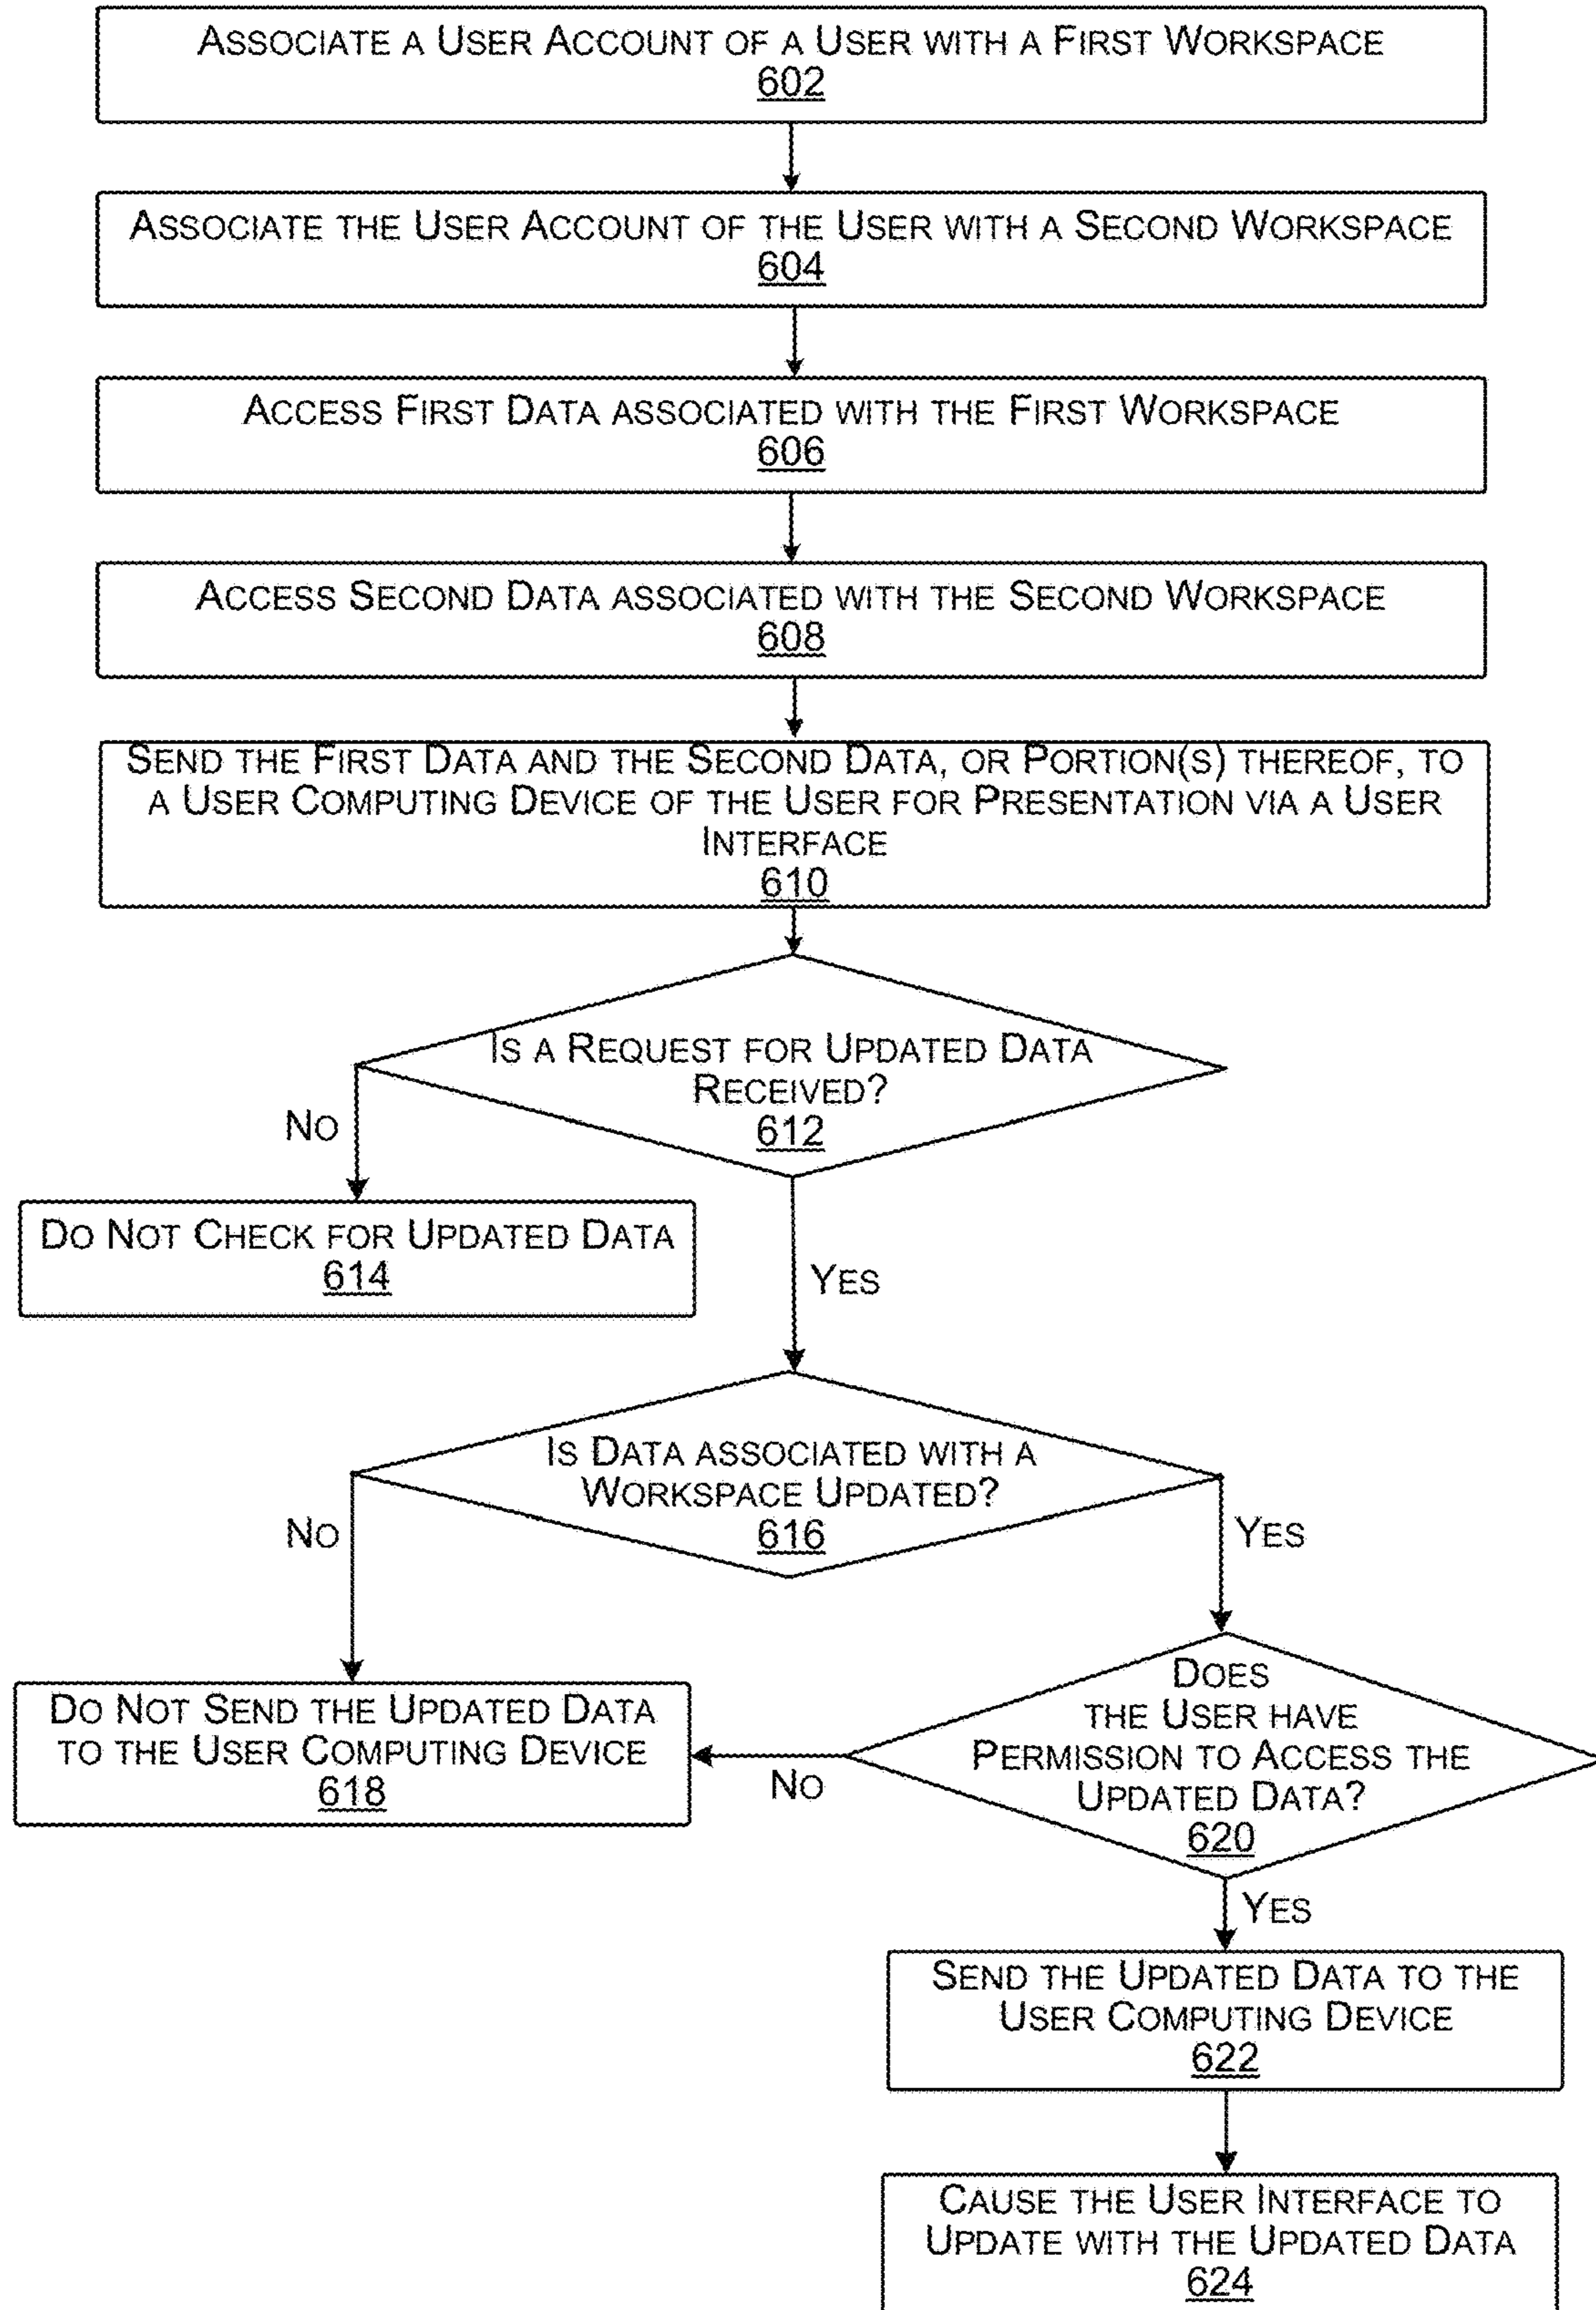 Associate a User Account of a User with a First Workspace
602
Associate the User Account of the User with a Second Workspace
604
Access First Data associated with the First Workspace
606
Access Second Data associated with the Second Workspace
608
Send the First Data and the Second Data, or Portion(s) thereof, to
a User Computing Device of the User for Presentation via a User
Interface
610
Is a Request for Updated Data
Received?
612
No
Do Not Check for Updated Data
614
Yes
Is Data associated with a
Workspace Updated?
616
No
Yes
Do Not Send the Updated Data
to the User Computing Device
618
No
Does
the User have
Permission to Access the
Updated Data?
620
Yes
Send the Updated Data to the
User Computing Device
622
Cause the User Interface to
Update with the Updated Data
624